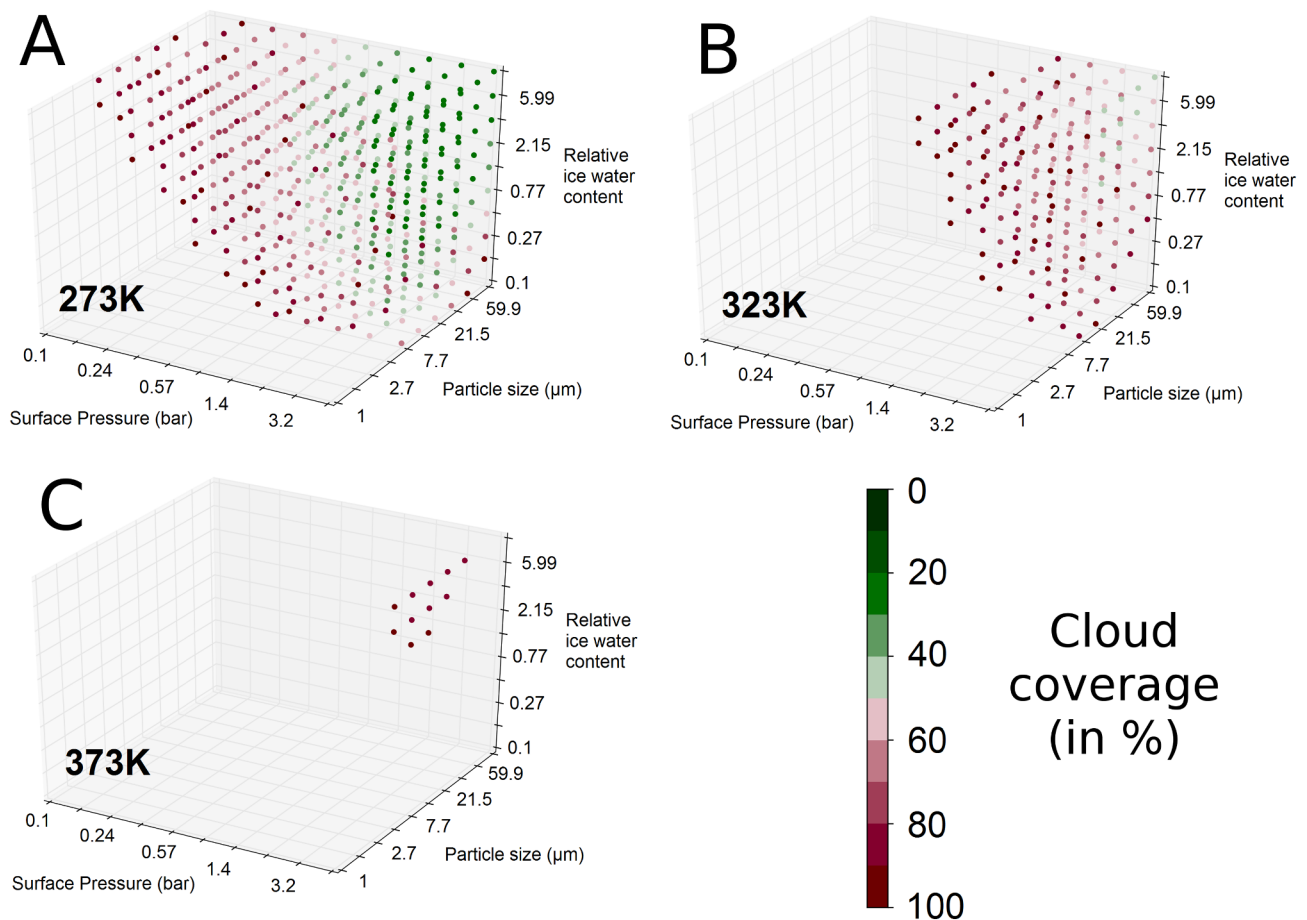 A
5.99
2.15
0.77
0.27
0.1
Relative
ice water
content
273K
59.9
21.5
7.7
2.7
1
Particle size (µm)
0.1
0.24
0.57
1.4
3.2
Surface Pressure (bar)
B
5.99
2.15
0.77
0.27
0.1
Relative
ice water
content
323K
59.9
21.5
7.7
2.7
1
Particle size (µm)
0.1
0.24
0.57
1.4
3.2
Surface Pressure (bar)
C
5.99
2.15
0.77
0.27
0.1
Relative
ice water
content
373K
59.9
21.5
7.7
2.7
1
Particle size (µm)
0.1
0.24
0.57
1.4
3.2
Surface Pressure (bar)
0
20
40
60
80
100
Cloud
coverage
(in %)